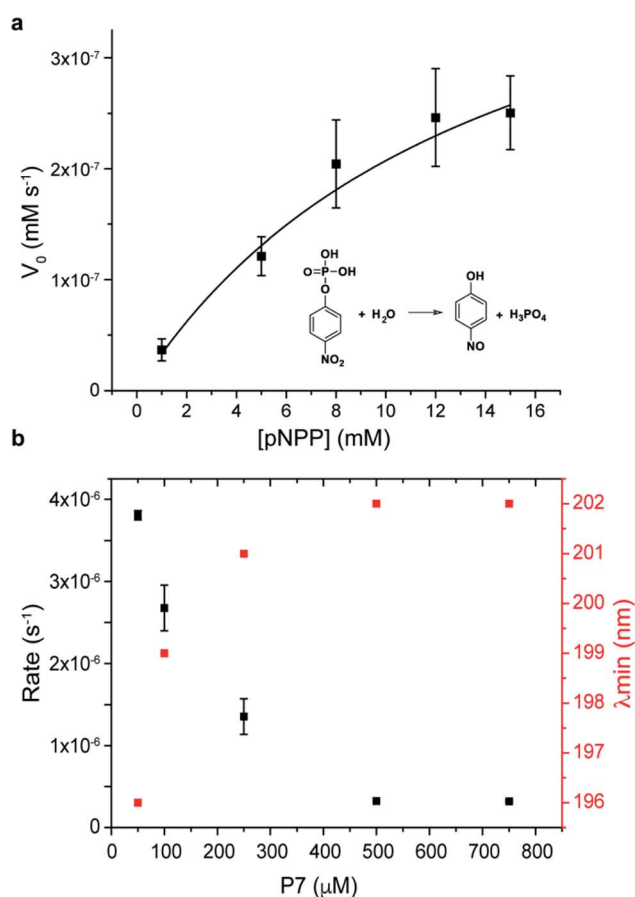 a
3x10⁻⁷
2x10⁻⁷
1x10⁻⁷
0
V₀ (mM s⁻¹)
OH
O=P-OH
O
NO₂
+ H₂O
OH
NO
+ H₃PO₄
0 2 4 6 8 10 12 14 16
[pNPP] (mM)
b
4x10⁻⁶
3x10⁻⁶
2x10⁻⁶
1x10⁻⁶
0
Rate (s⁻¹)
202
201
200
199
198
197
196
λmin (nm)
0 100 200 300 400 500 600 700 800
P7 (µM)